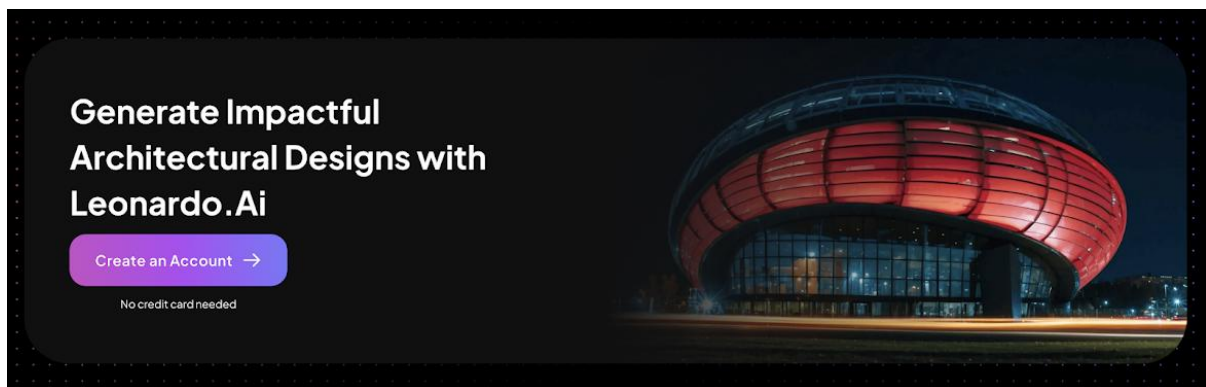 Generate Impactful
Architectural Designs with
Leonardo.Ai
Create an Account →
No credit card needed